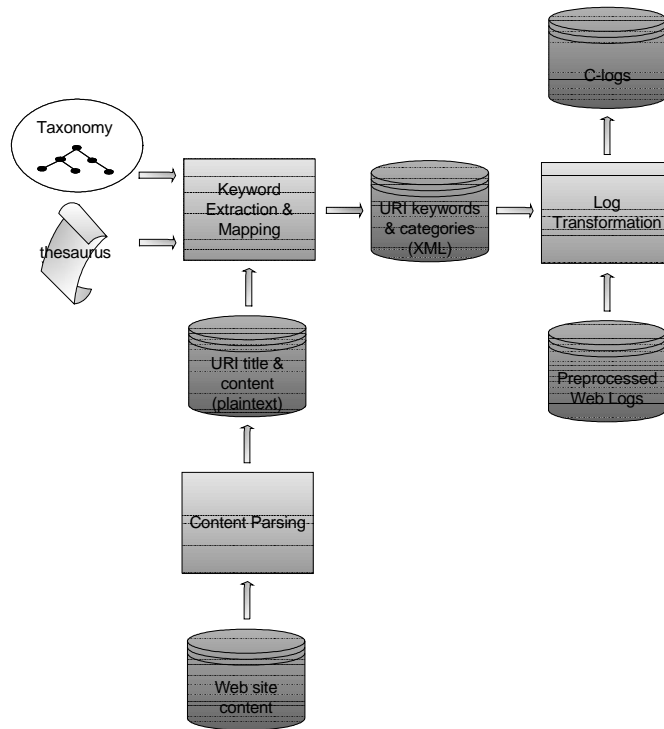 C-logs
Taxonomy
Keyword
Extraction &
Mapping
URI keywords
& categories
(XML)
Log
Transformation
thesaurus
URI title &
content
(plaintext)
Preprocessed
Web Logs
Content Parsing
Web site
content